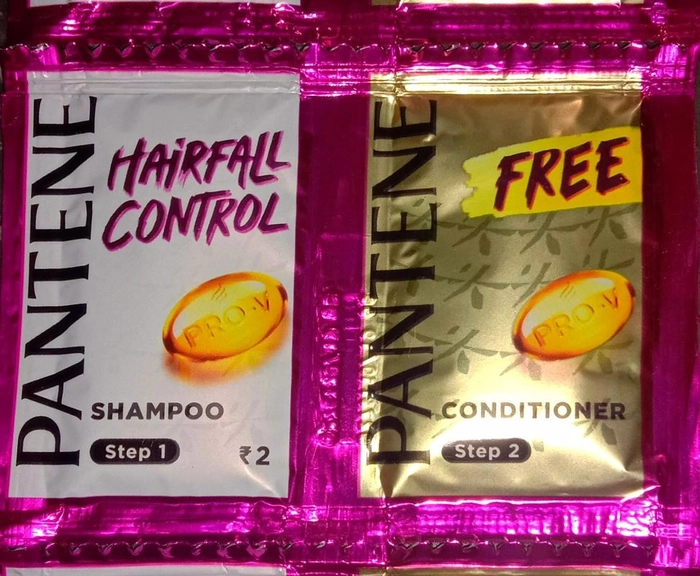 PANTENE
HAiRFALL
CONTROL
PRO-V
SHAMPOO
Step 1
₹2
PANTENE
FREE
PRO-V
CONDITIONER
Step 2